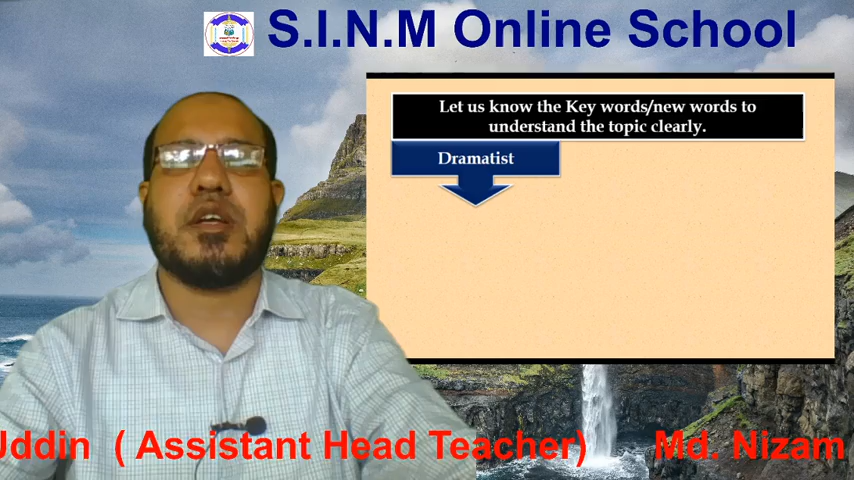 S.I.N.M Online School
Let us know the Key words/new words to
understand the topic clearly.
Dramatist
Uddin ( Assistant Head Teacher) Md. Nizam